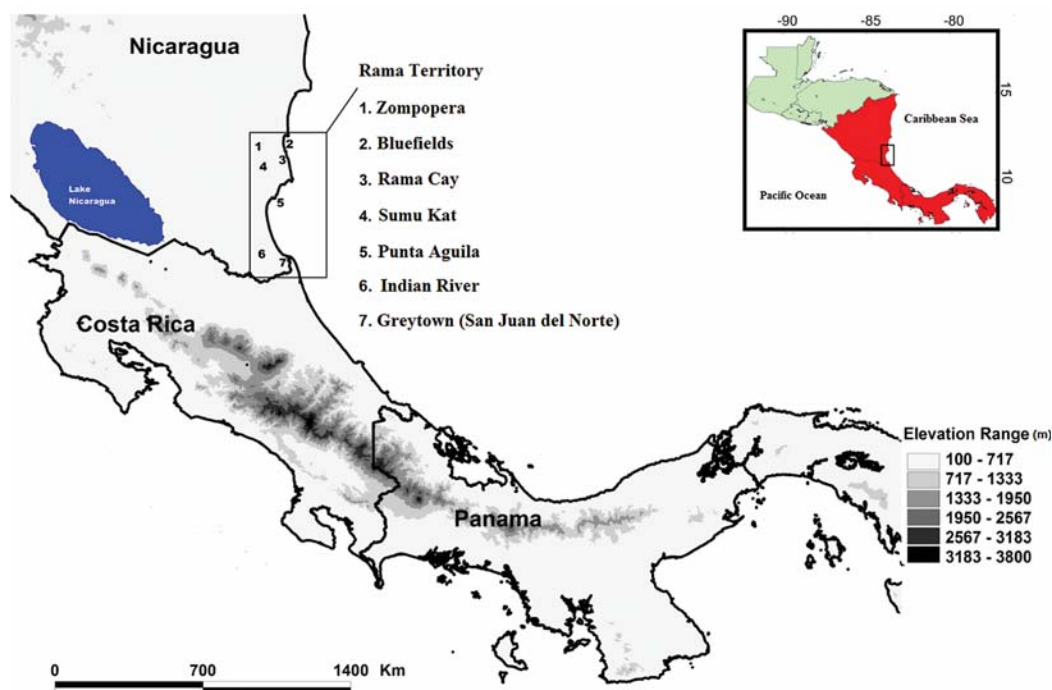 Nicaragua
Rama Territory
1. Zompopera
2. Bluefields
3. Rama Cay
4. Sumu Kat
5. Punta Aguila
6. Indian River
7. Greytown (San Juan del Norte)
1
2
3
4
5
6
7
Lake
Nicaragua
Costa Rica
Panama
-90
-85
-80
15
10
Caribbean Sea
Pacific Ocean
Elevation Range (m)
100 - 717
717 - 1333
1333 - 1950
1950 - 2567
2567 - 3183
3183 - 3800
0 700 1400 Km